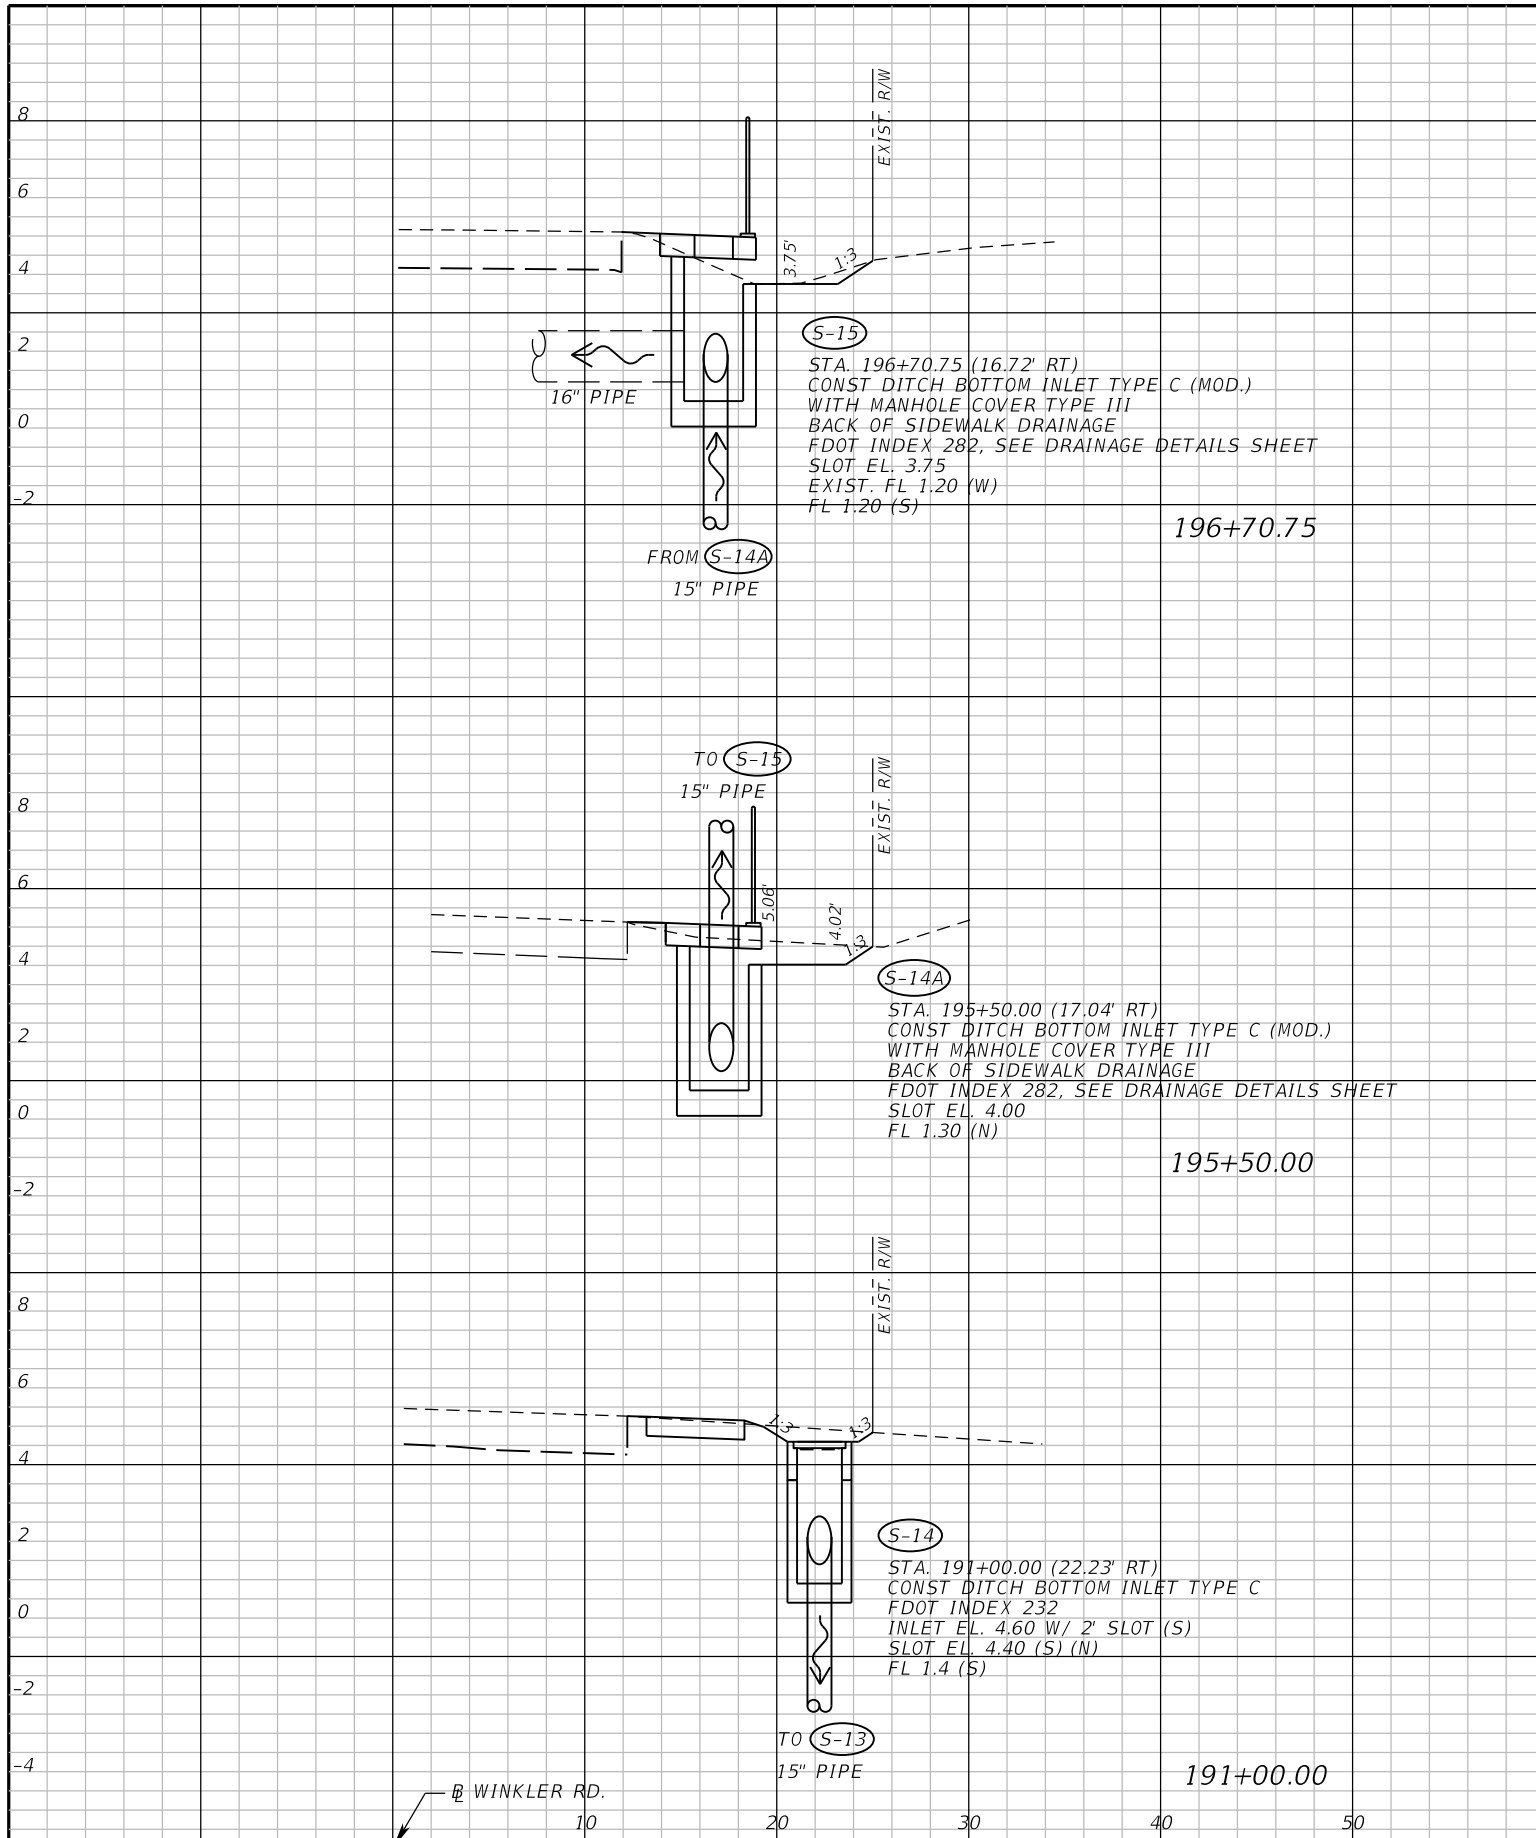 8
EXIST. R/W
6
3.75'
1:3
4
2
S-15
STA. 196+70.75 (16.72' RT)
CONST DITCH BOTTOM INLET TYPE C (MOD.)
16" PIPE
WITH MANHOLE COVER TYPE III
0
BACK OF SIDEWALK DRAINAGE
FDOT INDEX 282, SEE DRAINAGE DETAILS SHEET
SLOT EL. 3.75
EXIST. FL 1.20 (W)
-2
FL 1.20 (S)
196+70.75
FROM S-14A
15" PIPE
TO S-15
15" PIPE
EXIST. R/W
8
6
5.06'
4.02'
1:3
4
S-14A
STA. 195+50.00 (17.04' RT)
CONST DITCH BOTTOM INLET TYPE C (MOD.)
2
WITH MANHOLE COVER TYPE III
BACK OF SIDEWALK DRAINAGE
FDOT INDEX 282, SEE DRAINAGE DETAILS SHEET
0
SLOT EL. 4.00
FL 1.30 (N)
195+50.00
-2
EXIST. R/W
8
6
1:3
1:3
4
2
S-14
STA. 191+00.00 (22.23' RT)
CONST DITCH BOTTOM INLET TYPE C
FDOT INDEX 232
0
INLET EL. 4.60 W/ 2' SLOT (S)
SLOT EL. 4.40 (S) (N)
FL 1.4 (S)
-2
TO S-13
15" PIPE
-4
191+00.00
BL WINKLER RD.
10 20 30 40 50